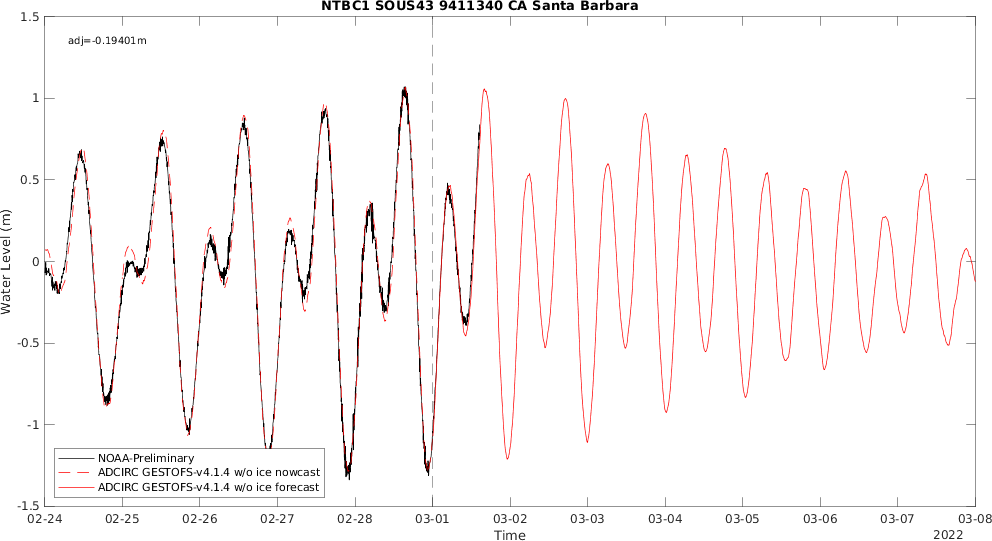 NTBC1 SOUS43 9411340 CA Santa Barbara
adj=-0.19401m
1.5
1
0.5
0
-0.5
-1
-1.5
Water Level (m)
NOAA-Preliminary
ADCIRC GESTOFS-v4.1.4 w/o ice nowcast
ADCIRC GESTOFS-v4.1.4 w/o ice forecast
02-24 02-25 02-26 02-27 02-28 03-01 03-02 03-03 03-04 03-05 03-06 03-07 03-08
Time
2022